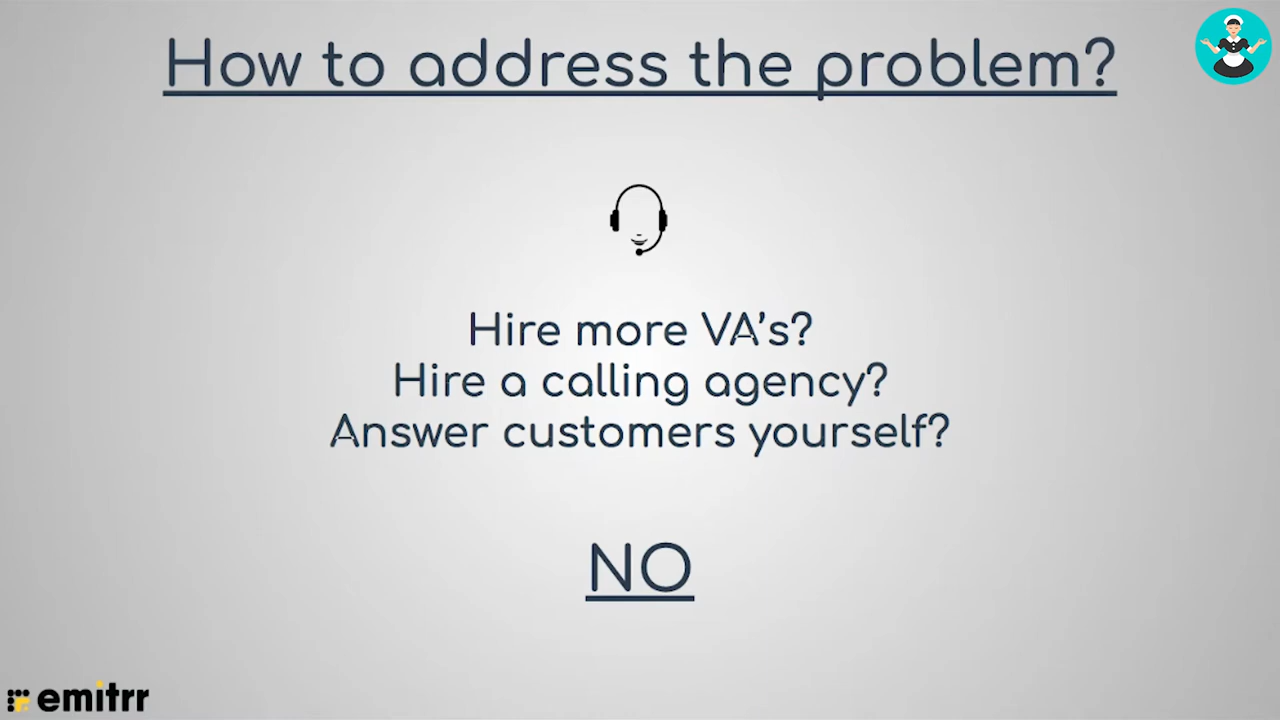 How to address the problem?
Hire more VA's?
Hire a calling agency?
Answer customers yourself?
NO
emitrr